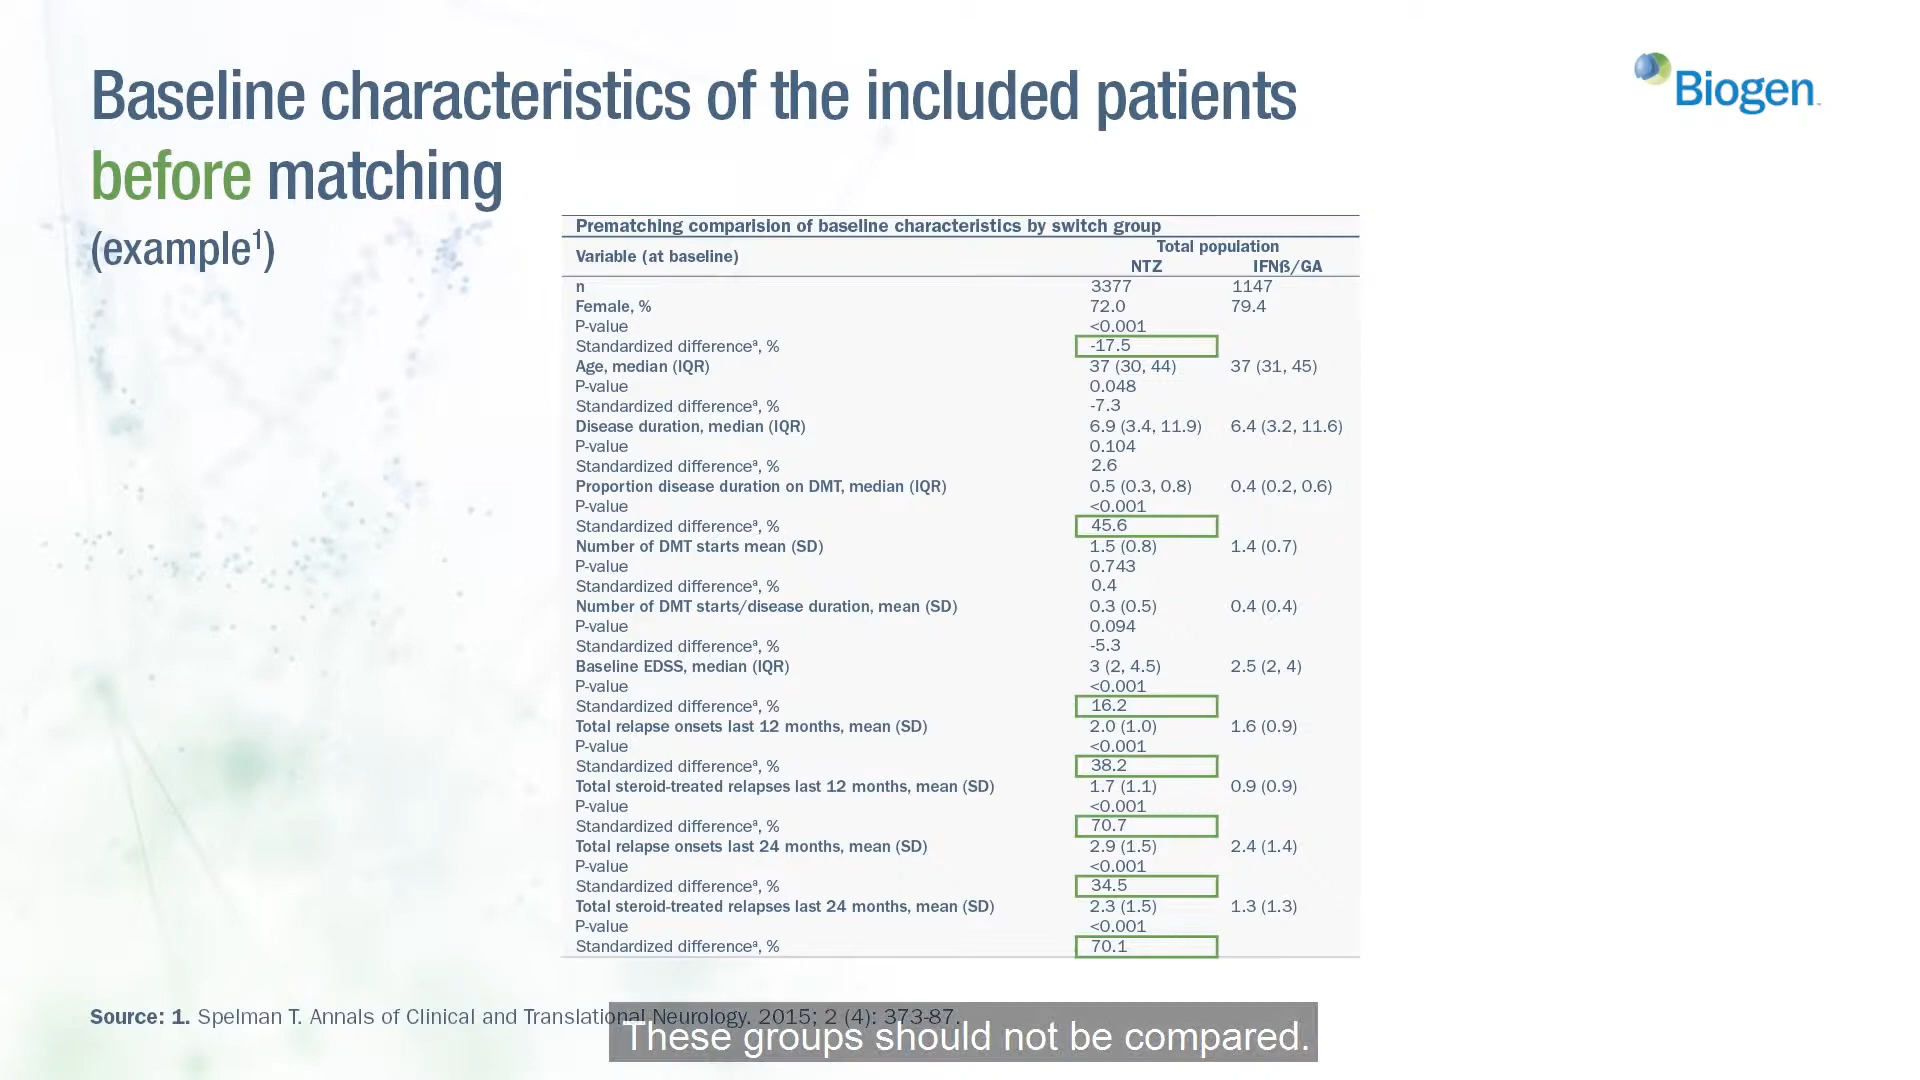 Baseline characteristics of the included patients
before matching
(example¹)
Biogen
Prematching comparision of baseline characteristics by switch group
Variable (at baseline) Total population
NTZ IFNß/GA
n 3377 1147
Female, % 72.0 79.4
P-value <0.001
Standardized differenceª, % -17.5
Age, median (IQR) 37 (30, 44) 37 (31, 45)
P-value 0.048
Standardized differenceª, % -7.3
Disease duration, median (IQR) 6.9 (3.4, 11.9) 6.4 (3.2, 11.6)
P-value 0.104
Standardized differenceª, % 2.6
Proportion disease duration on DMT, median (IQR) 0.5 (0.3, 0.8) 0.4 (0.2, 0.6)
P-value <0.001
Standardized differenceª, % 45.6
Number of DMT starts mean (SD) 1.5 (0.8) 1.4 (0.7)
P-value 0.743
Standardized differenceª, % 0.4
Number of DMT starts/disease duration, mean (SD) 0.3 (0.5) 0.4 (0.4)
P-value 0.094
Standardized differenceª, % -5.3
Baseline EDSS, median (IQR) 3 (2, 4.5) 2.5 (2, 4)
P-value <0.001
Standardized differenceª, % 16.2
Total relapse onsets last 12 months, mean (SD) 2.0 (1.0) 1.6 (0.9)
P-value <0.001
Standardized differenceª, % 38.2
Total steroid-treated relapses last 12 months, mean (SD) 1.7 (1.1) 0.9 (0.9)
P-value <0.001
Standardized differenceª, % 70.7
Total relapse onsets last 24 months, mean (SD) 2.9 (1.5) 2.4 (1.4)
P-value <0.001
Standardized differenceª, % 34.5
Total steroid-treated relapses last 24 months, mean (SD) 2.3 (1.5) 1.3 (1.3)
P-value <0.001
Standardized differenceª, % 70.1
Source: 1. Spelman T. Annals of Clinical and Translational Neurology. 2015; 2 (4): 373-87.
These groups should not be compared.